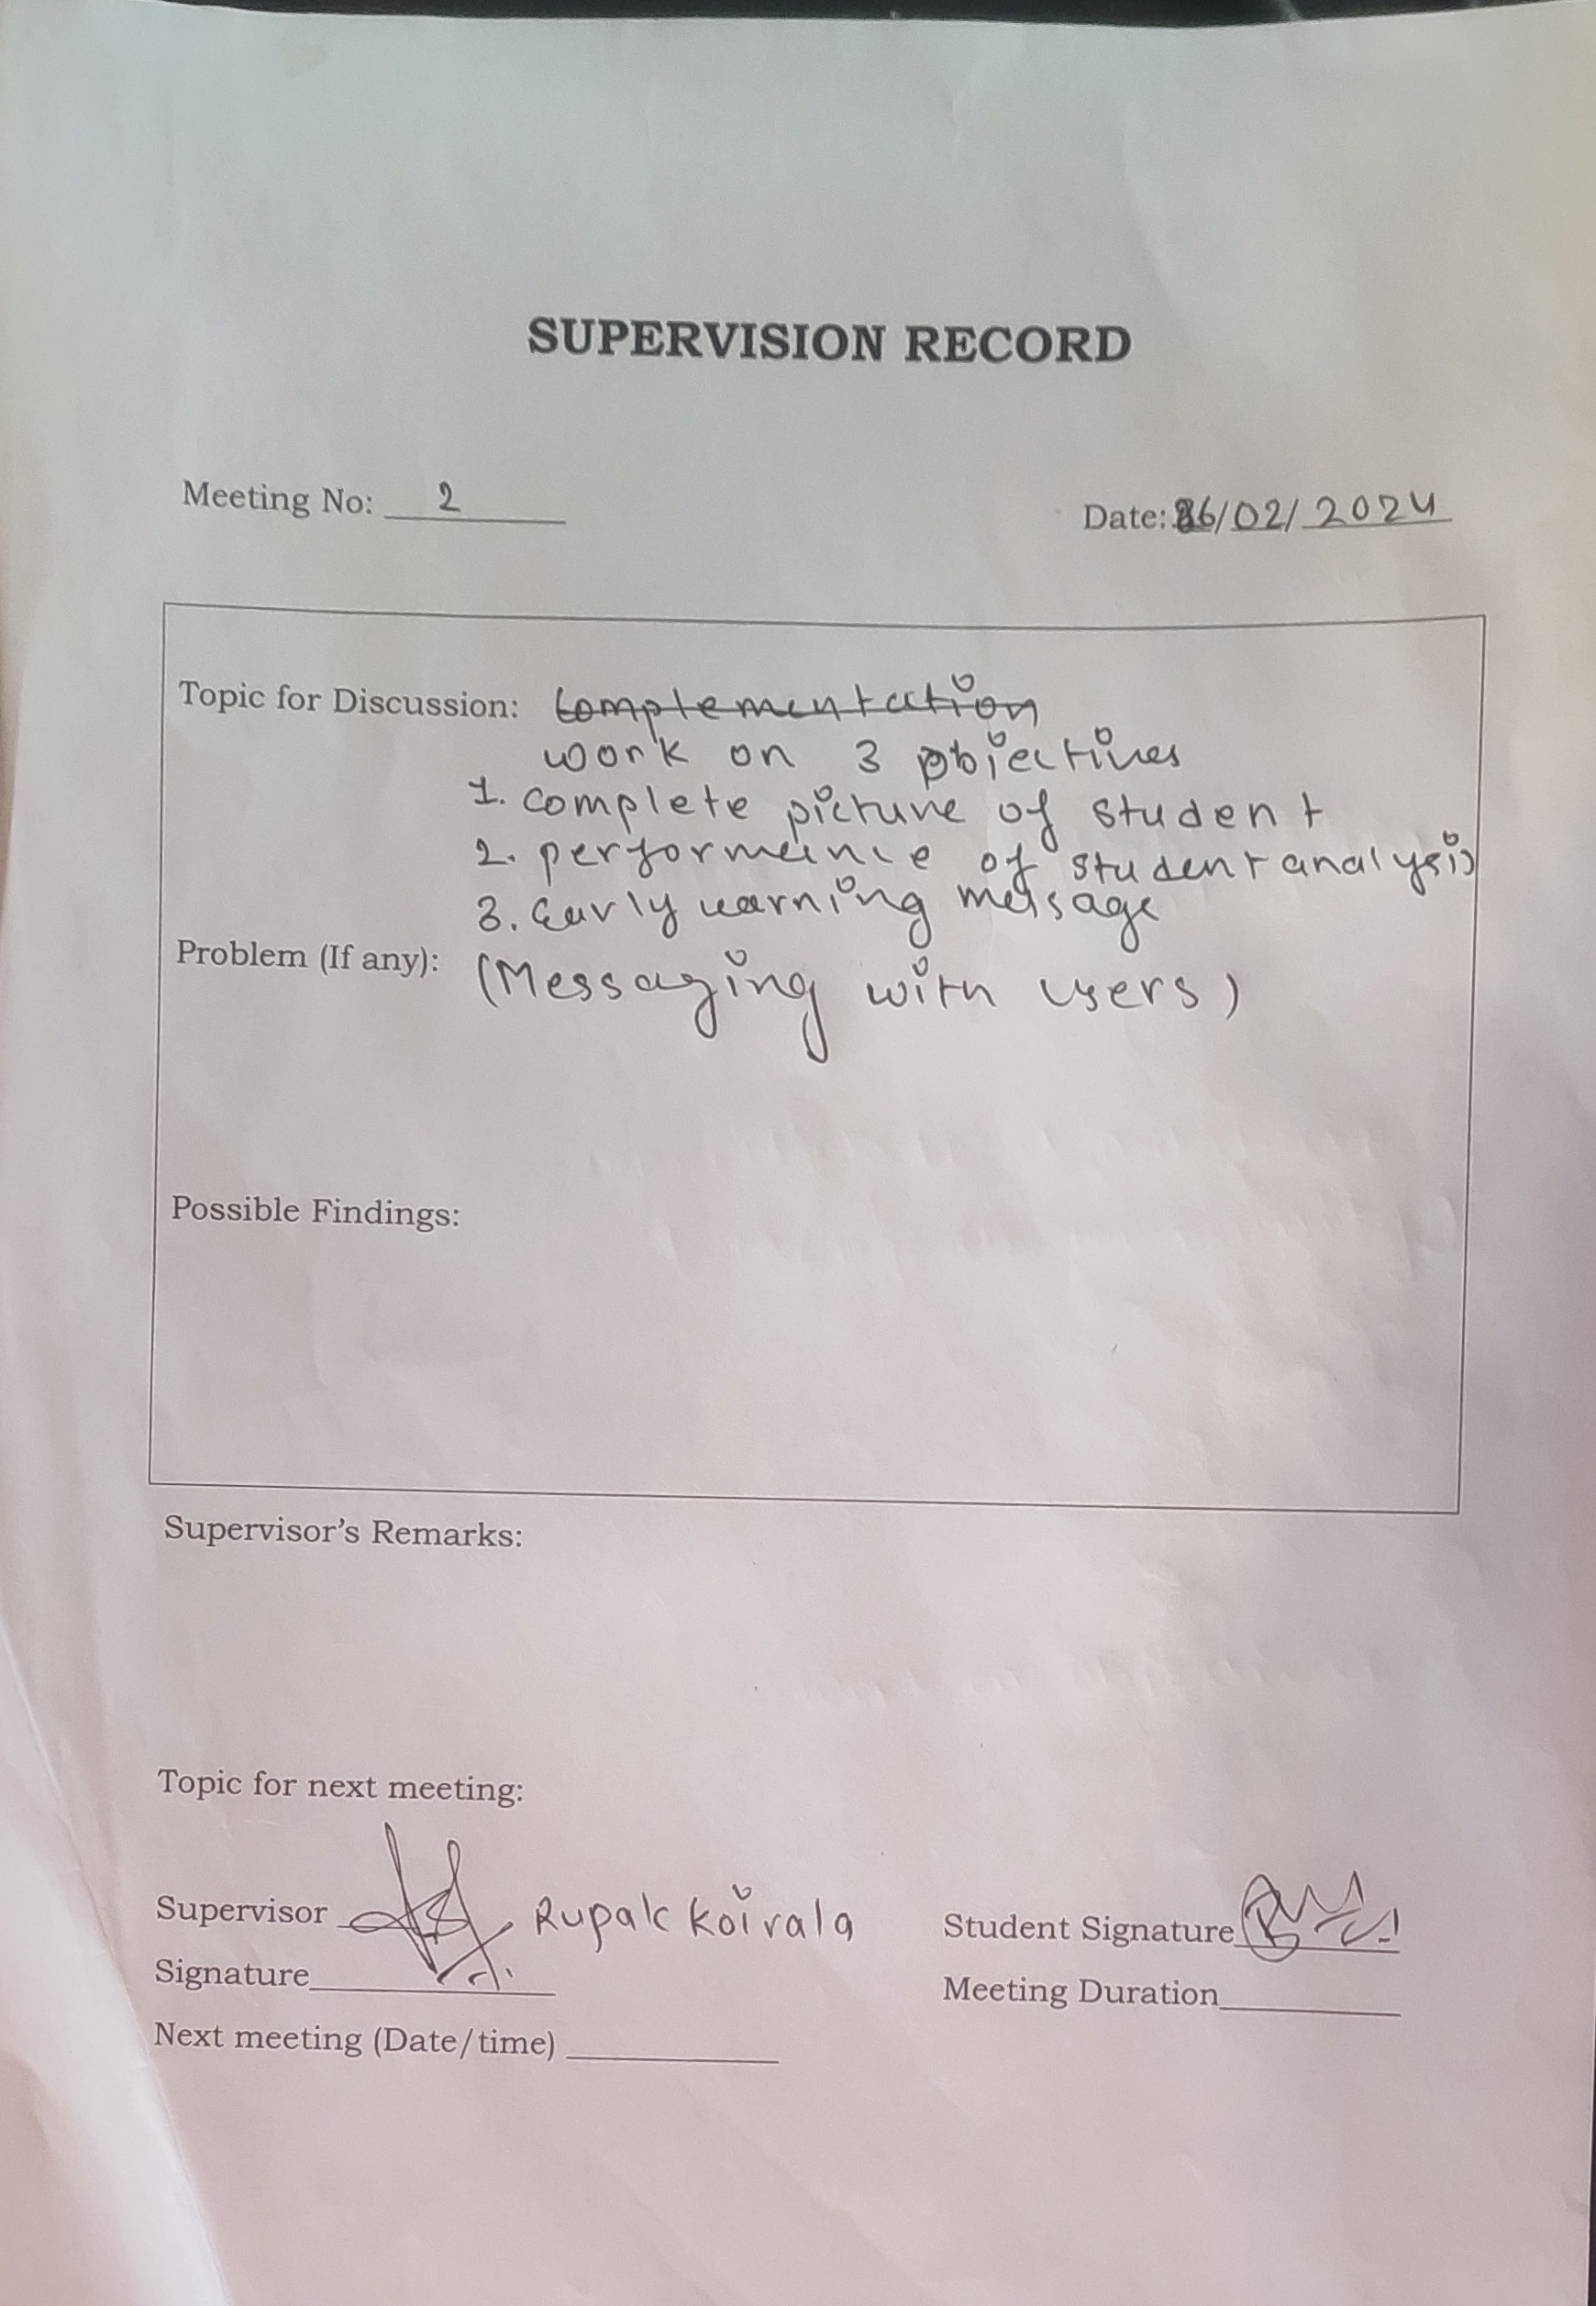 SUPERVISION RECORD
Meeting No: 2
Date: 26/02/2024
Topic for Discussion: Complementation
work on 3 objectives
1. complete picture of student
2. performance of student analysis
3. Early warning message
Problem (If any): (Messaging with users)
Possible Findings:
Supervisor's Remarks:
Topic for next meeting:
Supervisor Rupak Koirala
Student Signature
Signature
Meeting Duration
Next meeting (Date/time)